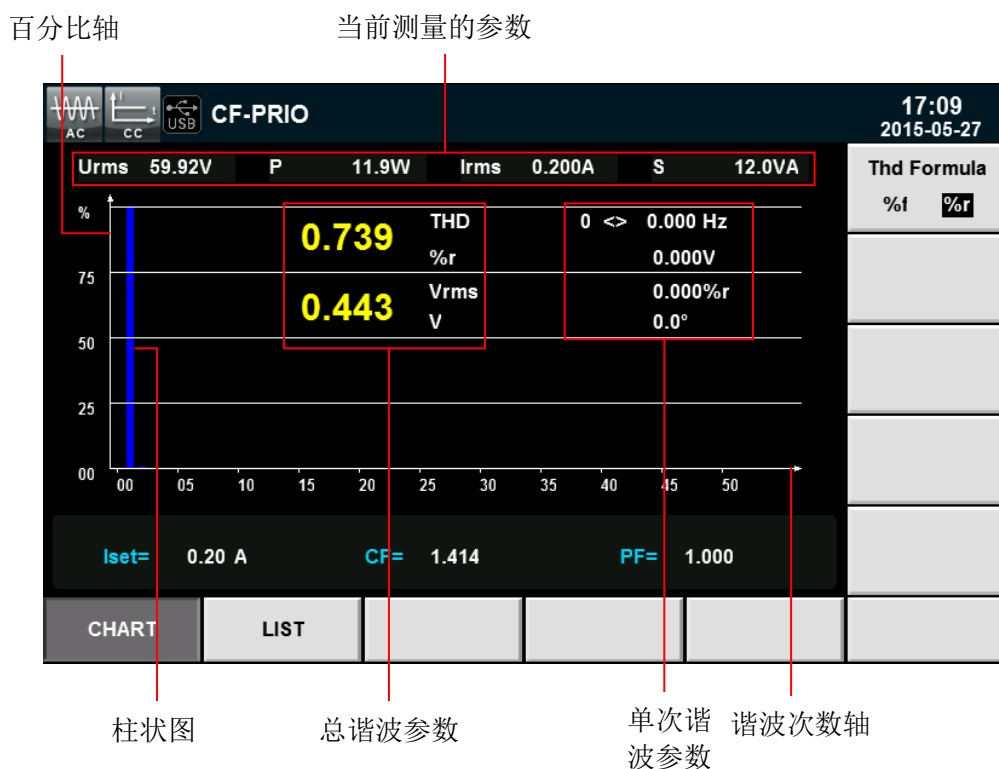 百分比轴 当前测量的参数
AC CC USB CF-PRIO 17:09
2015-05-27
Urms 59.92V P 11.9W Irms 0.200A S 12.0VA
Thd Formula
%f %r
%
0.739 THD
%r
0 <> 0.000 Hz
0.000V
75
0.443 Vrms
V
0.000%r
0.0°
50
25
00
00 05 10 15 20 25 30 35 40 45 50
Iset= 0.20 A CF= 1.414 PF= 1.000
CHART LIST
柱状图 总谐波参数 单次谐
波参数
谐波次数轴